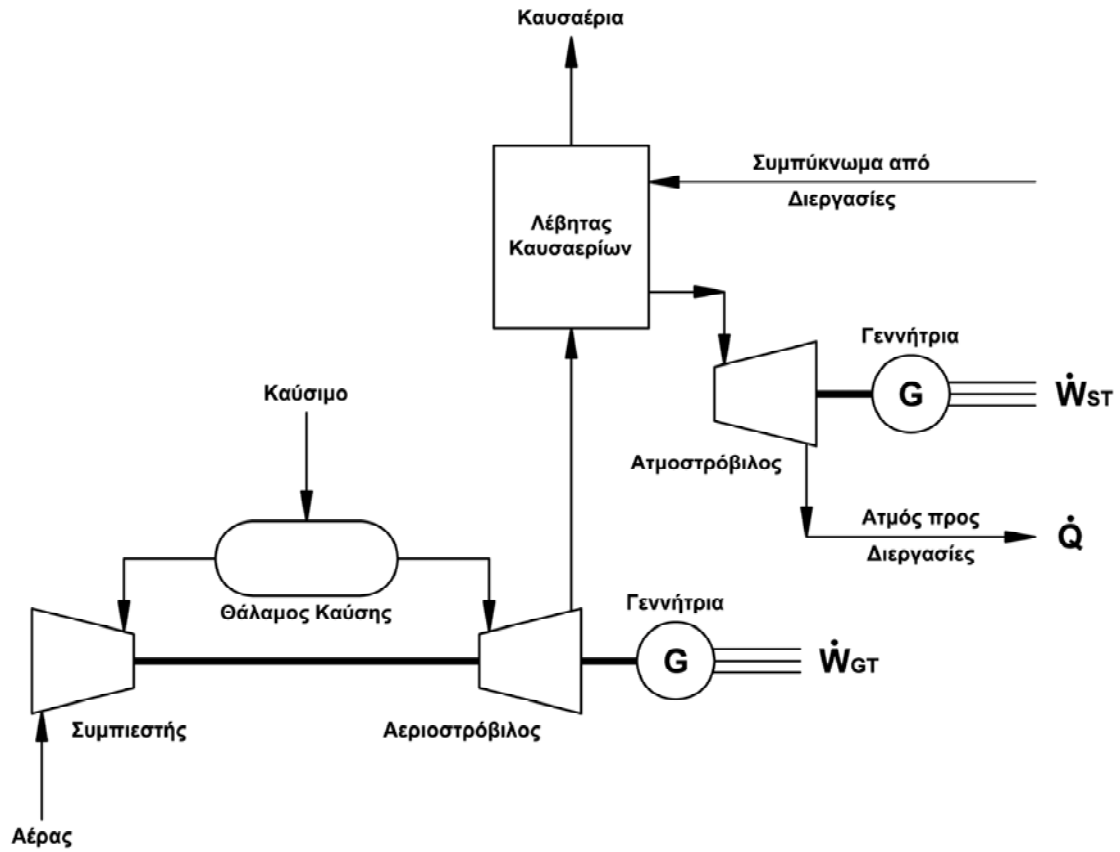 Καυσαέρια
Συμπύκνωμα από
Διεργασίες
Λέβητας
Καυσαερίων
Γεννήτρια
G
ẆST
Καύσιμο
Ατμοστρόβιλος
Ατμός προς
Διεργασίες
Q̇
Θάλαμος Καύσης
Γεννήτρια
G
ẆGT
Συμπιεστής
Αεριοστρόβιλος
Αέρας